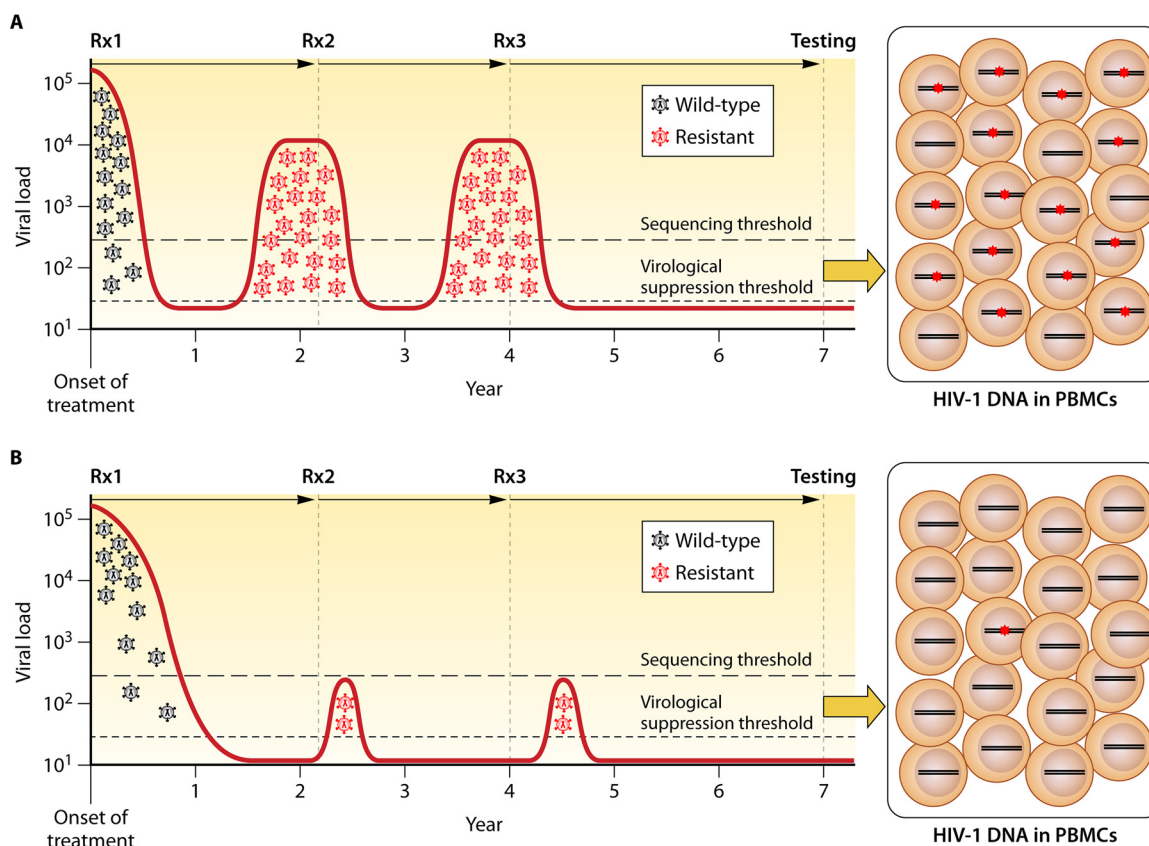 A
Rx1 Rx2 Rx3 Testing
10⁵
10⁴
10³
10²
10¹
Viral load
Wild-type
Resistant
Sequencing threshold
Virological
suppression threshold
1 2 3 4 5 6 7
Onset of
treatment
Year
HIV-1 DNA in PBMCs
B
Rx1 Rx2 Rx3 Testing
10⁵
10⁴
10³
10²
10¹
Viral load
Wild-type
Resistant
Sequencing threshold
Virological
suppression threshold
1 2 3 4 5 6 7
Onset of
treatment
Year
HIV-1 DNA in PBMCs